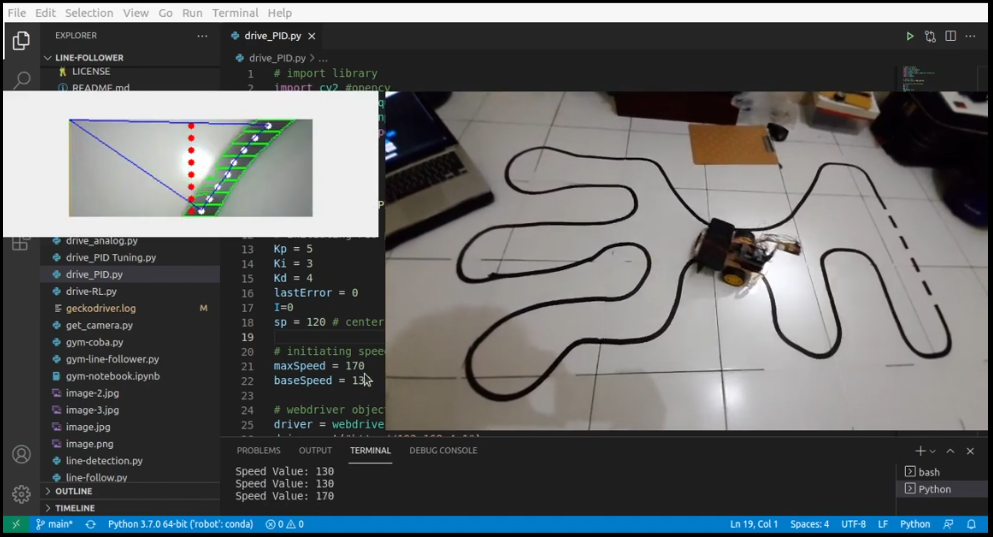 File Edit Selection View Go Run Terminal Help
EXPLORER ...
drive_PID.py
LINE-FOLLOWER
drive_PID.py > ...
LICENSE
README.md
1 # import library
2 import cv2 #opencv
drive_analog.py
drive_PID Tuning.py
drive_PID.py
drive-RL.py
geckodriver.log M
get_camera.py
gym-coba.py
gym-line-follower.py
gym-notebook.ipynb
image-2.jpg
image-3.jpg
image.jpg
image.png
line-detection.py
line-follow.py
OUTLINE
TIMELINE
13 Kp = 5
14 Ki = 3
15 Kd = 4
16 lastError = 0
17 I=0
18 sp = 120 # center
19
20 # initiating spee
21 maxSpeed = 170
22 baseSpeed = 13
23
24 # webdriver objec
25 driver = webdrive
PROBLEMS OUTPUT TERMINAL DEBUG CONSOLE
Speed Value: 130
Speed Value: 130
Speed Value: 170
bash
Python
main* Python 3.7.0 64-bit ('robot': conda) 0 0 Ln 19, Col 1 Spaces: 4 UTF-8 LF Python